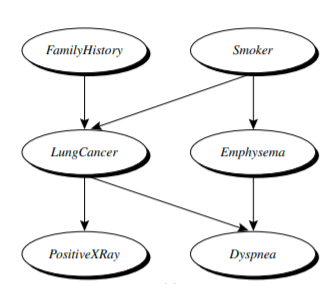 FamilyHistory
Smoker
LungCancer
Emphysema
PositiveXRay
Dyspnea